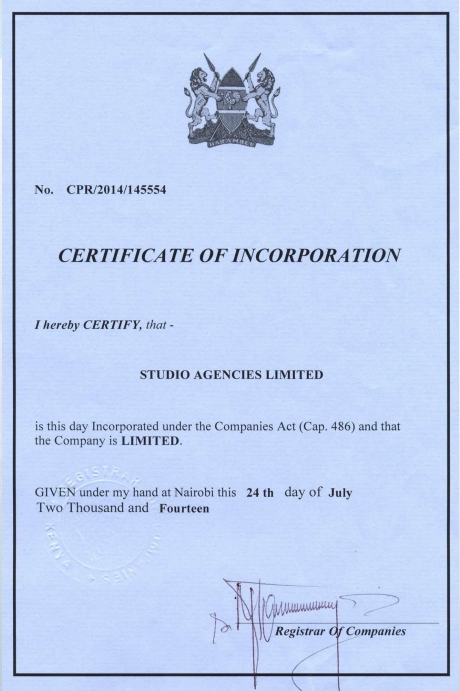 HARAMBEE
No. CPR/2014/145554
CERTIFICATE OF INCORPORATION
I hereby CERTIFY, that -
STUDIO AGENCIES LIMITED
is this day Incorporated under the Companies Act (Cap. 486) and that
the Company is LIMITED.
GIVEN under my hand at Nairobi this 24 th day of July
Two Thousand and Fourteen
Registrar Of Companies